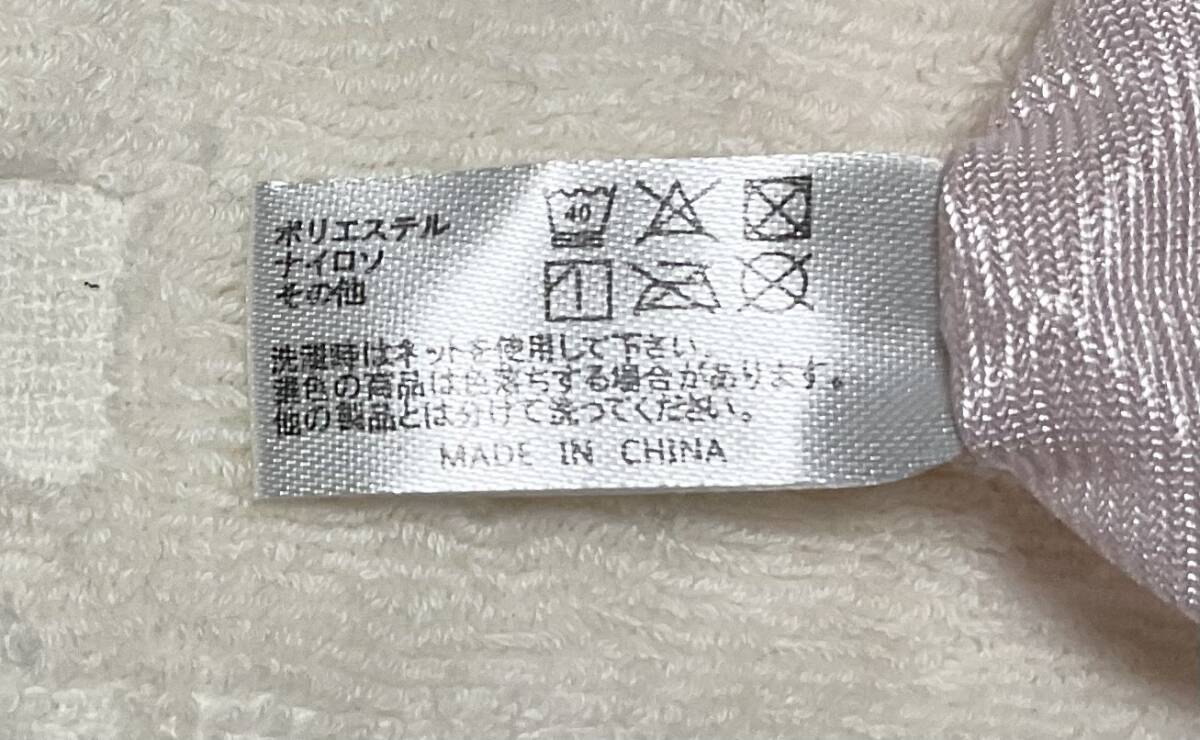 ポリエステル
ナイロン
その他
40
洗濯時はネットを使用して下さい。
濃色の商品は色落ちする場合があります。
他の製品とは分けて洗ってください。
MADE IN CHINA